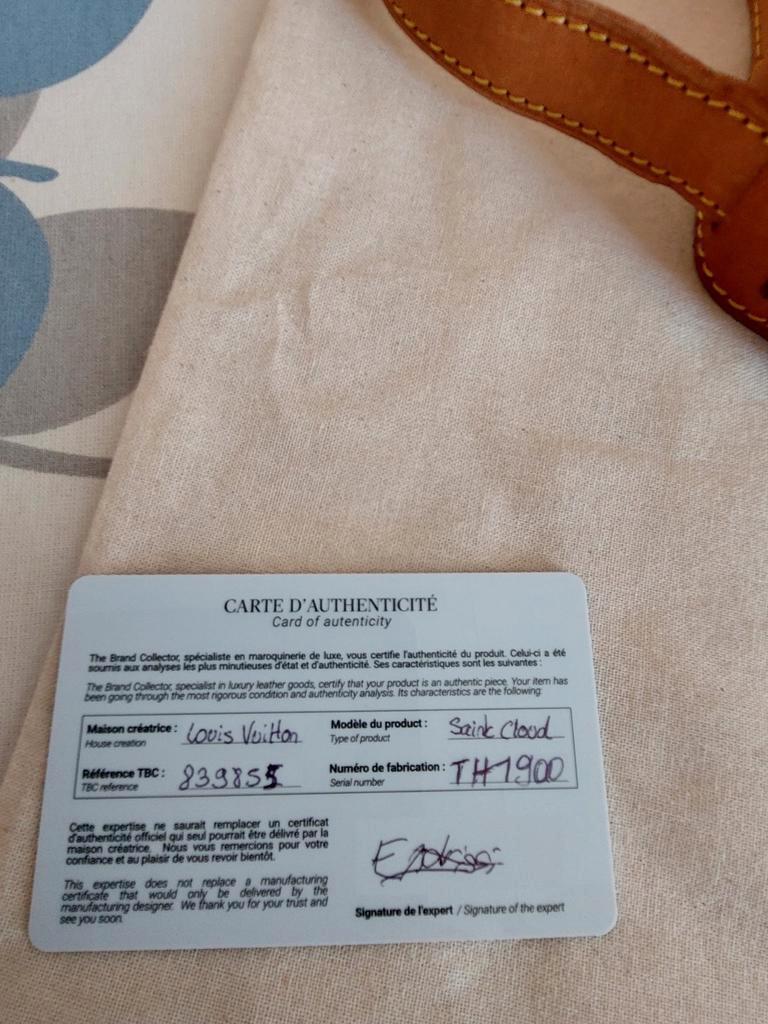 CARTE D'AUTHENTICITÉ
Card of autenticity
The Brand Collector, spécialiste en maroquinerie de luxe, vous certifie l'authenticité du produit. Celui-ci a été
soumis aux analyses les plus minutieuses d'état et d'authenticité. Ses caractéristiques sont les suivantes :
The Brand Collector, specialist in luxury leather goods, certify that your product is an authentic piece. Your item has
been going through the most rigorous condition and authenticity analysis. Its characteristics are the following:
Maison créatrice : Louis Vuitton
House creation
Modèle du produit : Saint Cloud
Type of product
Référence TBC : 839855
TBC reference
Numéro de fabrication : TH1900
Serial number
Cette expertise ne saurait remplacer un certificat
d'authenticité officiel qui seul pourrait être délivré par la
maison créatrice. Nous vous remercions pour votre
confiance et au plaisir de vous revoir bientôt.
This expertise does not replace a manufacturing
certificate that would only be delivered by the
manufacturing designer. We thank you for your trust and
see you soon.
Signature de l'expert / Signature of the expert